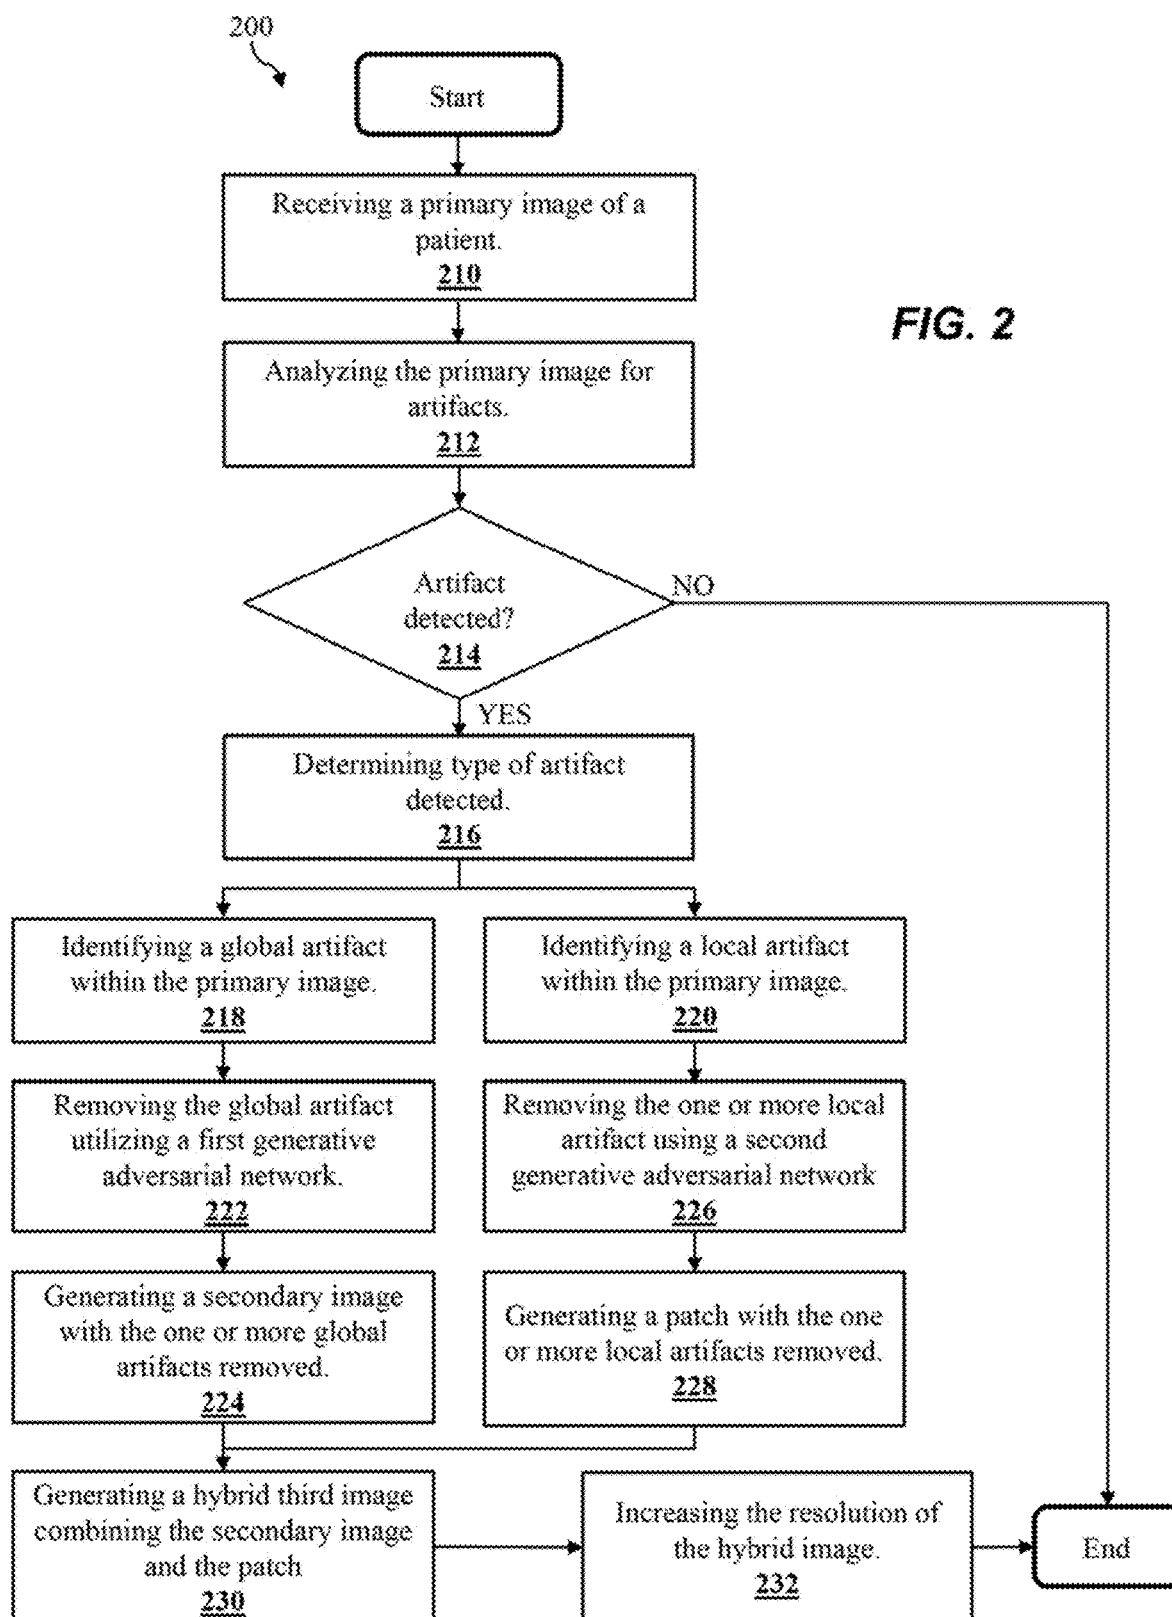 200
Start
Receiving a primary image of a
patient.
210
FIG. 2
Analyzing the primary image for
artifacts.
212
Artifact
detected?
214
NO
YES
Determining type of artifact
detected.
216
Identifying a global artifact
within the primary image.
218
Identifying a local artifact
within the primary image.
220
Removing the global artifact
utilizing a first generative
adversarial network.
222
Removing the one or more local
artifact using a second
generative adversarial network
226
Generating a secondary image
with the one or more global
artifacts removed.
224
Generating a patch with the one
or more local artifacts removed.
228
Generating a hybrid third image
combining the secondary image
and the patch
230
Increasing the resolution of
the hybrid image.
232
End